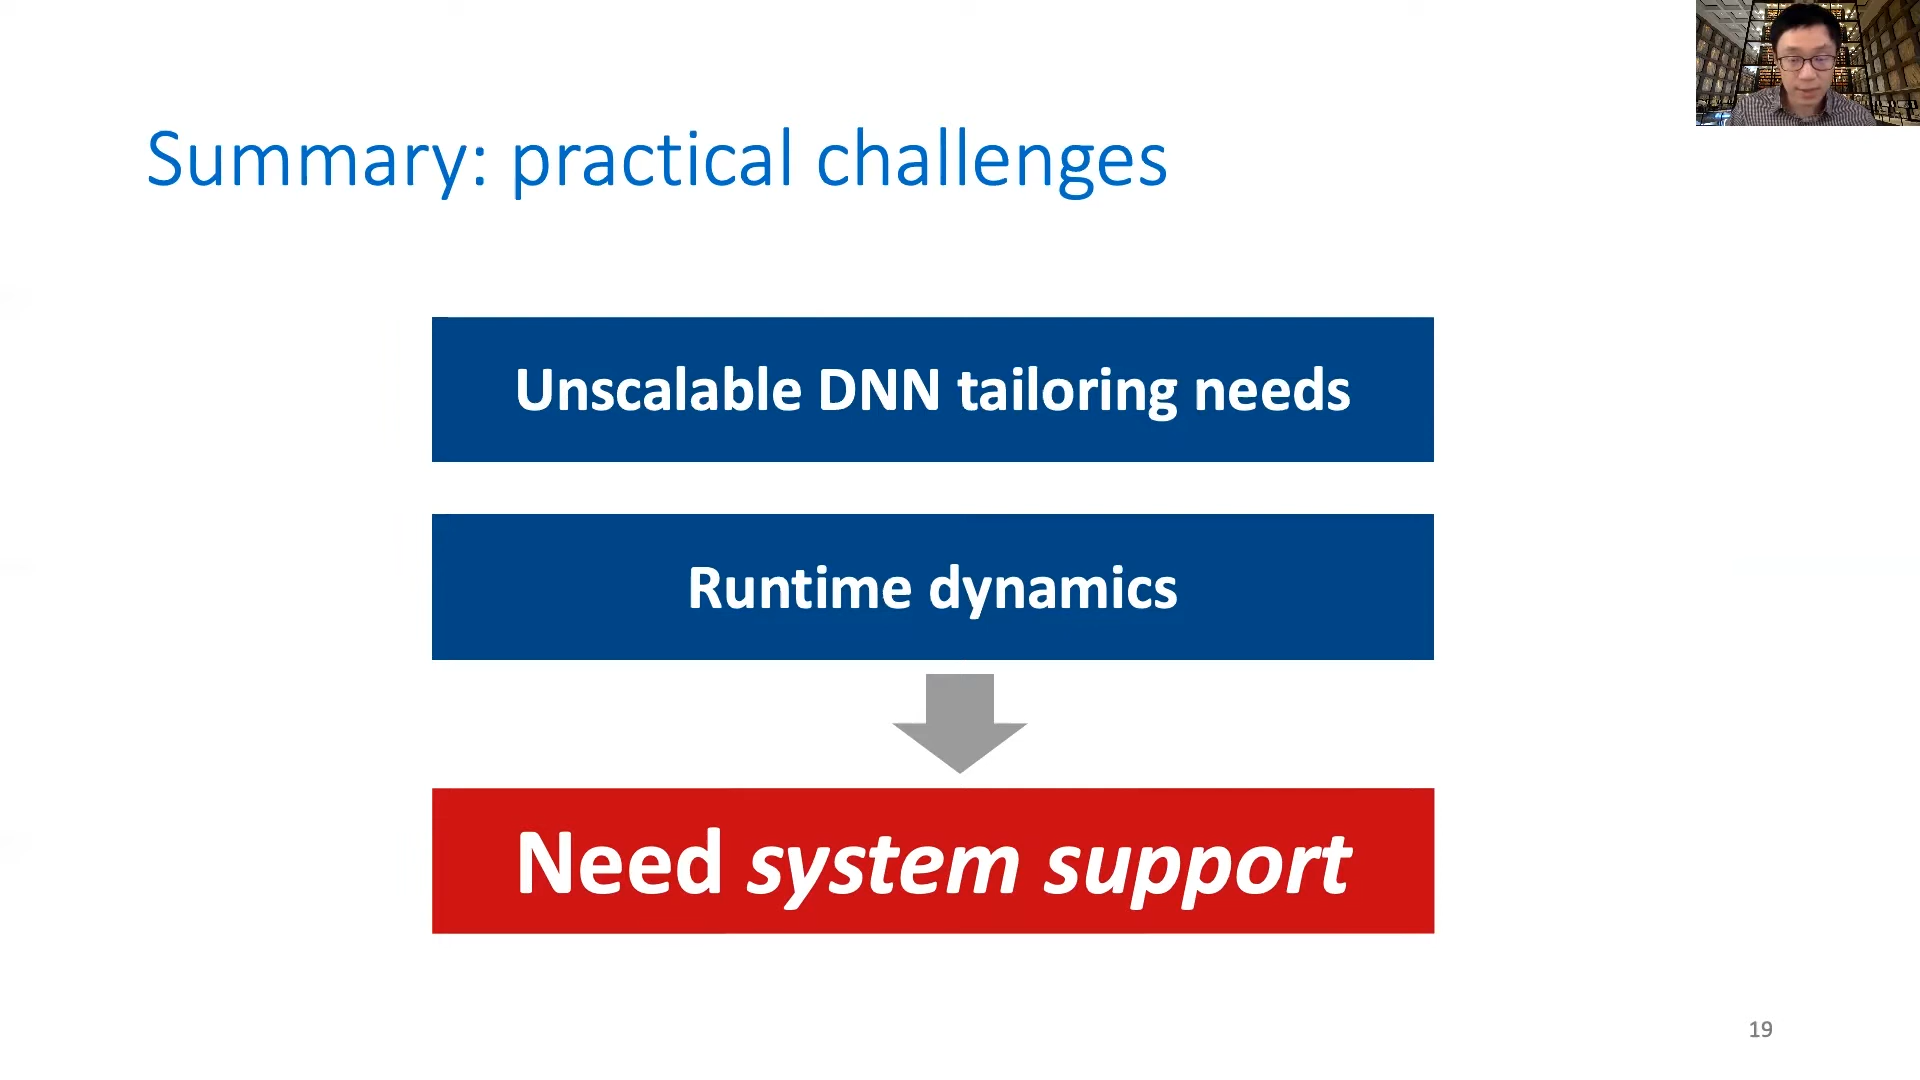 Summary: practical challenges
Unscalable DNN tailoring needs
Runtime dynamics
Need system support
19